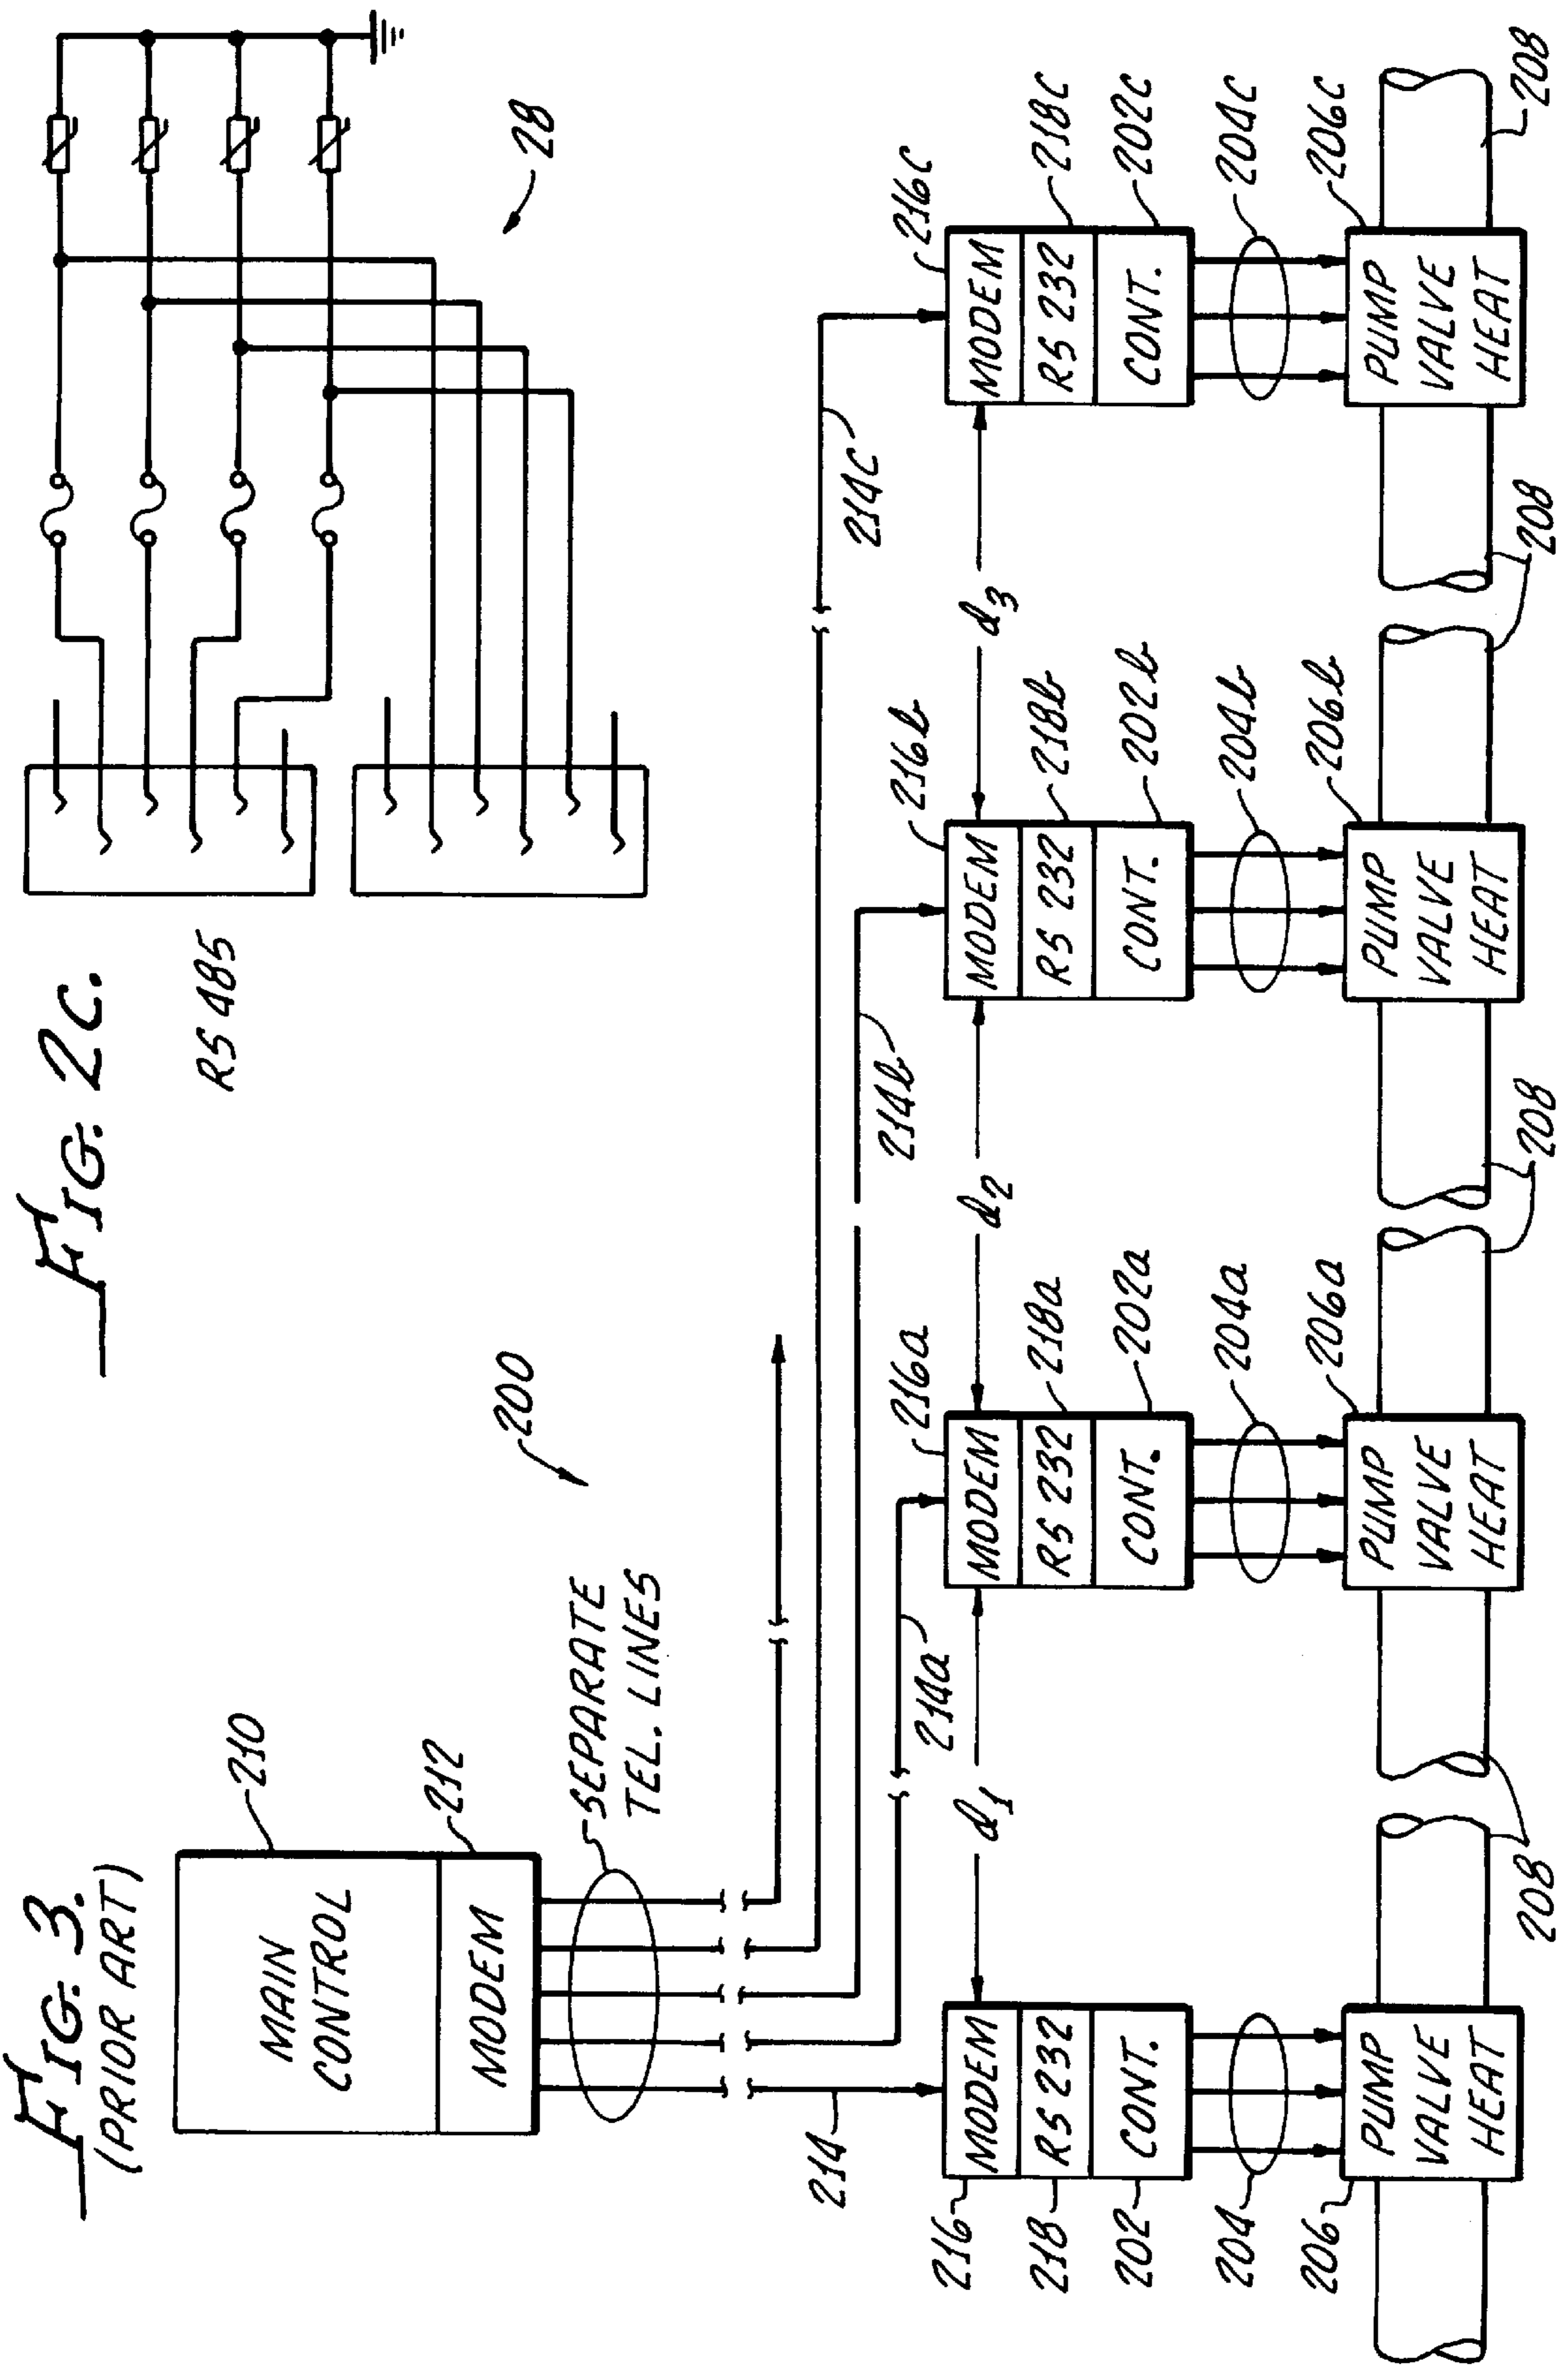 FIG. 3.
(PRIOR ART)
MAIN
CONTROL
210
MODEM
212
SEPARATE
TEL. LINES
200
214
214a
214b
214c
216
MODEM
218
RS 232
202
CONT.
204
206
PUMP
VALVE
HEAT
208
d1
216a
MODEM
218a
RS 232
202a
CONT.
204a
206a
PUMP
VALVE
HEAT
208
d2
216b
MODEM
218b
RS 232
202b
CONT.
204b
206b
PUMP
VALVE
HEAT
208
d3
216c
MODEM
218c
RS 232
202c
CONT.
204c
206c
PUMP
VALVE
HEAT
208
FIG. 2C.
RS 485
28